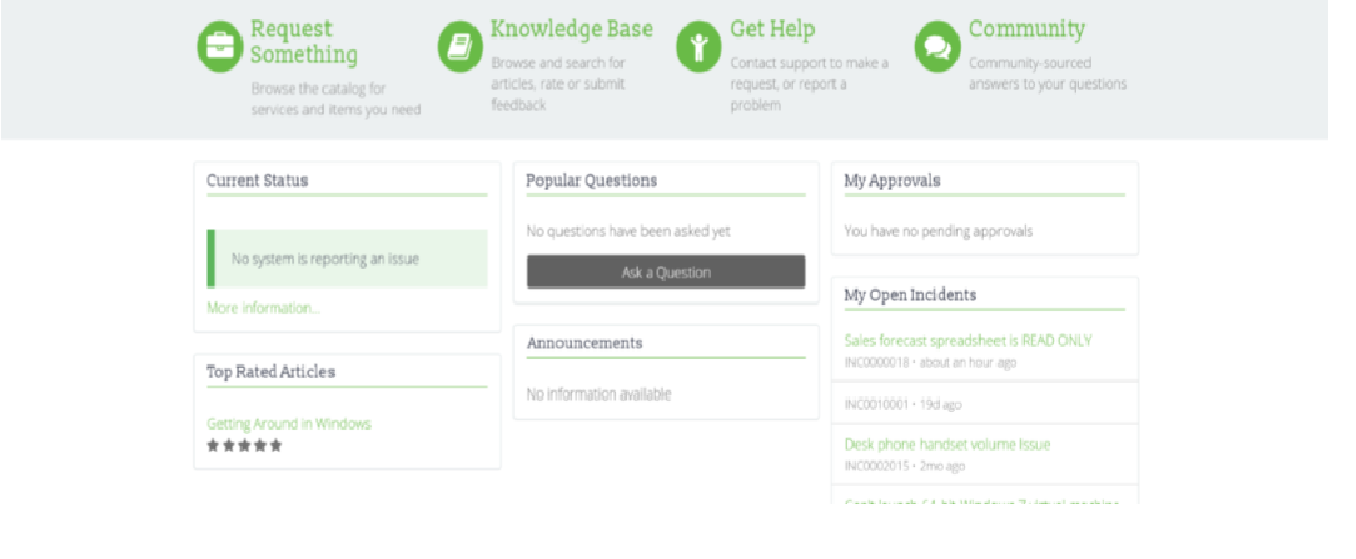 Request
Something
Browse the catalog for
services and items you need
Knowledge Base
Browse and search for
articles, rate or submit
feedback
Get Help
Contact support to make a
request, or report a
problem
Community
Community-sourced
answers to your questions
Current Status
No system is reporting an issue
More information...
Top Rated Articles
Getting Around in Windows
Popular Questions
No questions have been asked yet
Ask a Question
Announcements
No information available
My Approvals
You have no pending approvals
My Open Incidents
Sales forecast spreadsheet is READ ONLY
INC0000018 • about an hour ago
INC0010001 • 19d ago
Desk phone handset volume issue
INC0002015 • 2mo ago